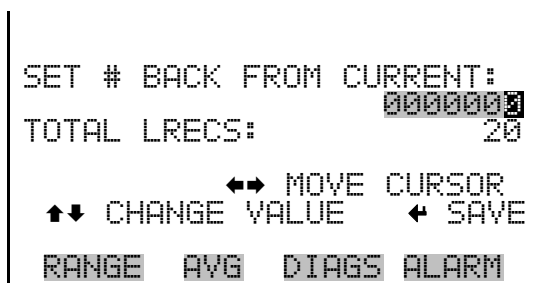 SET # BACK FROM CURRENT:
0000000
TOTAL LRECS: 20
←→ MOVE CURSOR
↑↓ CHANGE VALUE ↵ SAVE
RANGE AVG DIAGS ALARM